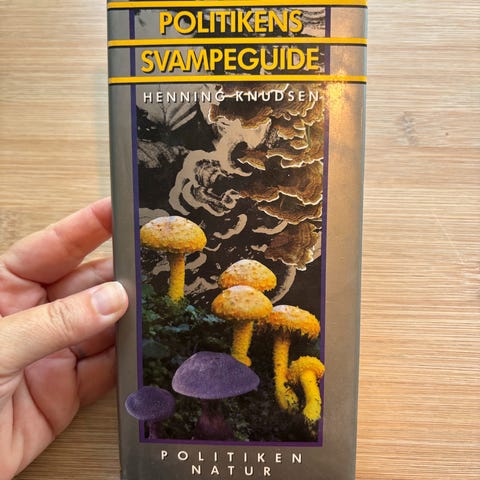 POLITIKENS
SVAMPEGUIDE
HENNING KNUDSEN
POLITIKEN
NATUR